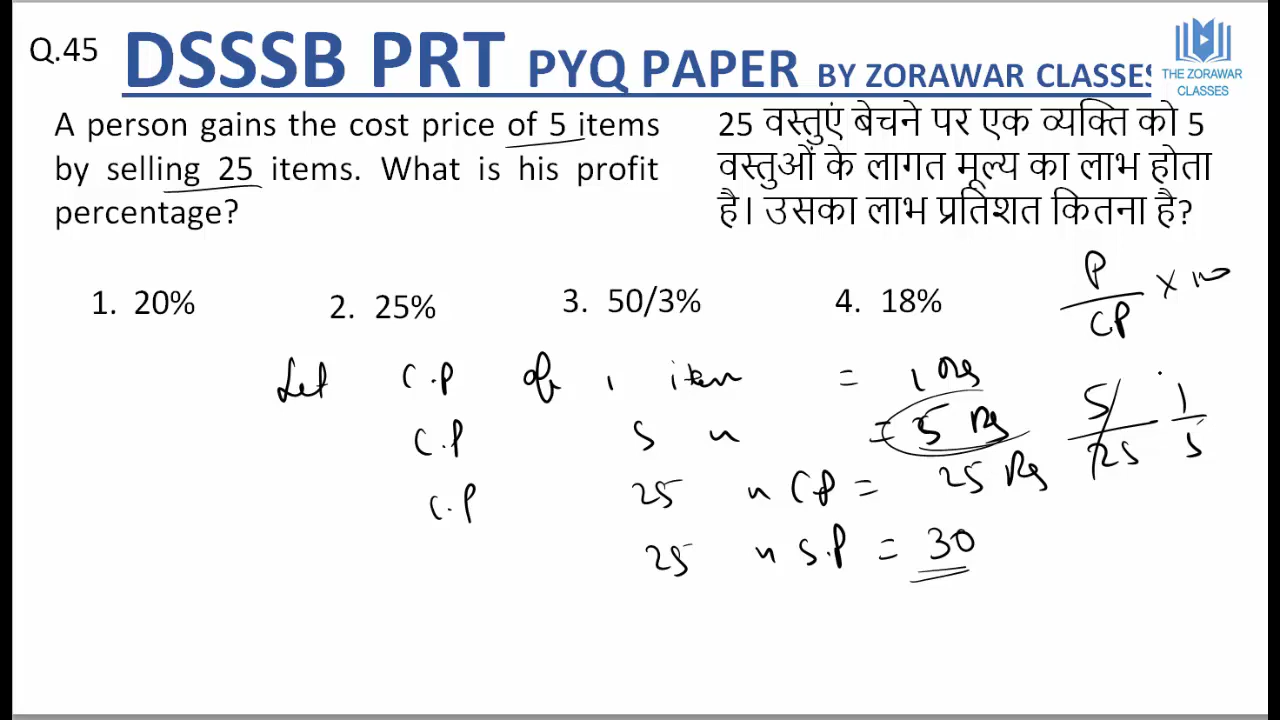 Q.45
DSSSB PRT PYQ PAPER BY ZORAWAR CLASSES
THE ZORAWAR
CLASSES
A person gains the cost price of 5 items
by selling 25 items. What is his profit
percentage?
25 वस्तुएं बेचने पर एक व्यक्ति को 5
वस्तुओं के लागत मूल्य का लाभ होता
है। उसका लाभ प्रतिशत कितना है?
1. 20%
2. 25%
3. 50/3%
4. 18%
P/CP × 100
Let C.P of 1 item = 1 Rs
C.P 5 n = 5 Rs
5/25 1/5
C.P 25 n CP = 25 Rs
25 n S.P = 30